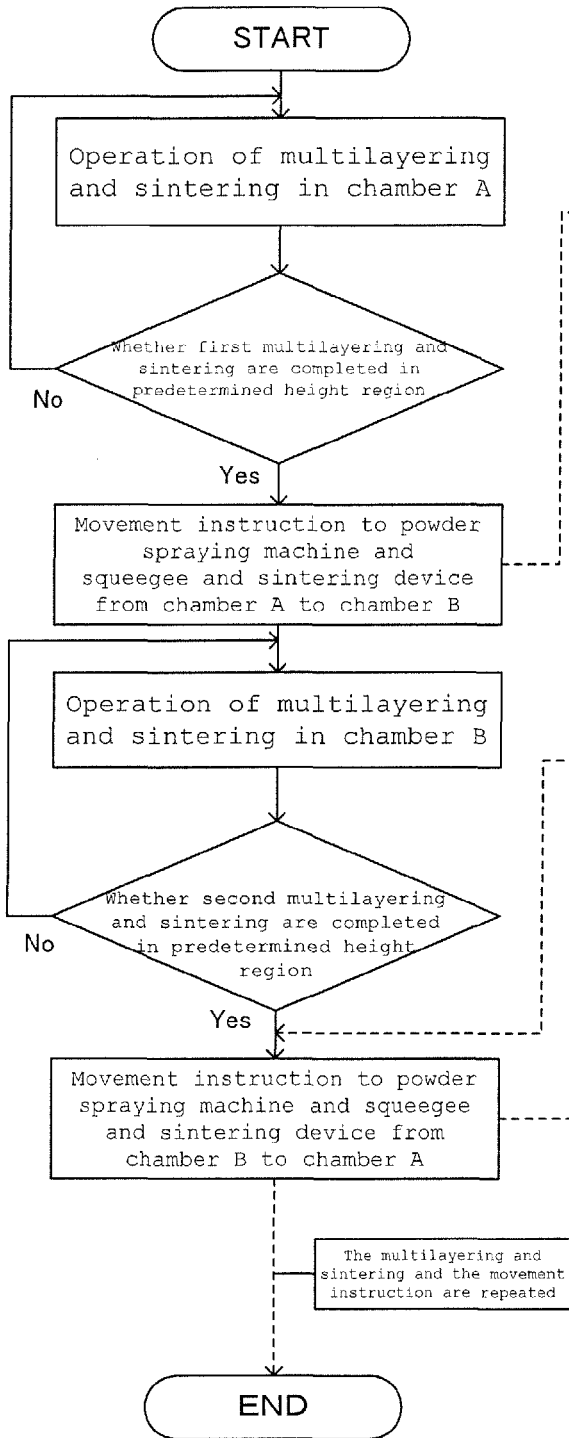 START
Operation of multilayering
and sintering in chamber A
Whether first multilayering and
sintering are completed in
predetermined height region
No
Yes
Movement instruction to powder
spraying machine and
squeegee and sintering device
from chamber A to chamber B
Operation of multilayering
and sintering in chamber B
Whether second multilayering
and sintering are completed
in predetermined height
region
No
Yes
Movement instruction to powder
spraying machine and squeegee
and sintering device from
chamber B to chamber A
The multilayering and
sintering and the movement
instruction are repeated
END